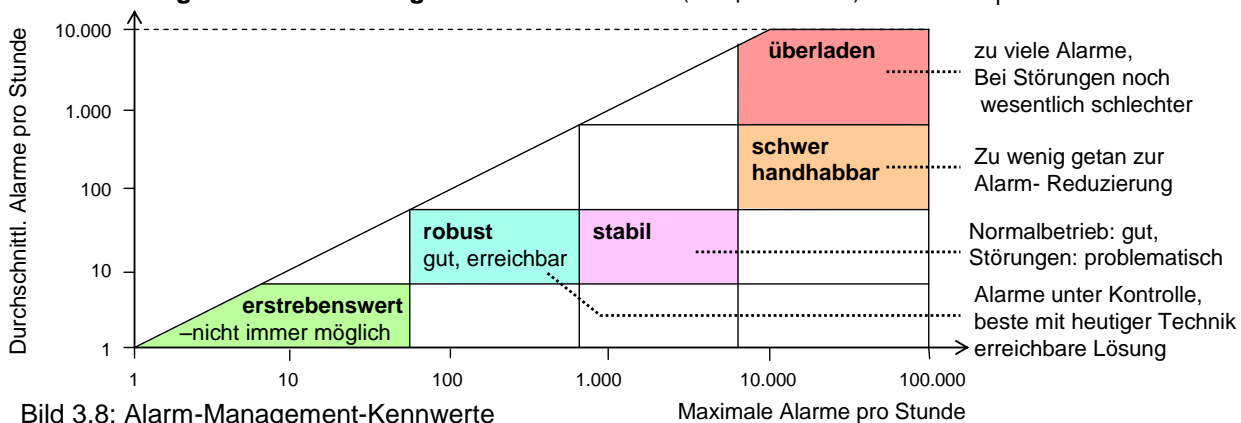 Durchschnittl. Alarme pro Stunde
10.000
1.000
100
10
1
1
10
100
1.000
10.000
100.000
Maximale Alarme pro Stunde
überladen
schwer
handhabbar
robust
gut, erreichbar
stabil
erstrebenswert
–nicht immer möglich
zu viele Alarme,
Bei Störungen noch
wesentlich schlechter
Zu wenig getan zur
Alarm- Reduzierung
Normalbetrieb: gut,
Störungen: problematisch
Alarme unter Kontrolle,
beste mit heutiger Technik
erreichbare Lösung
Bild 3.8: Alarm-Management-Kennwerte